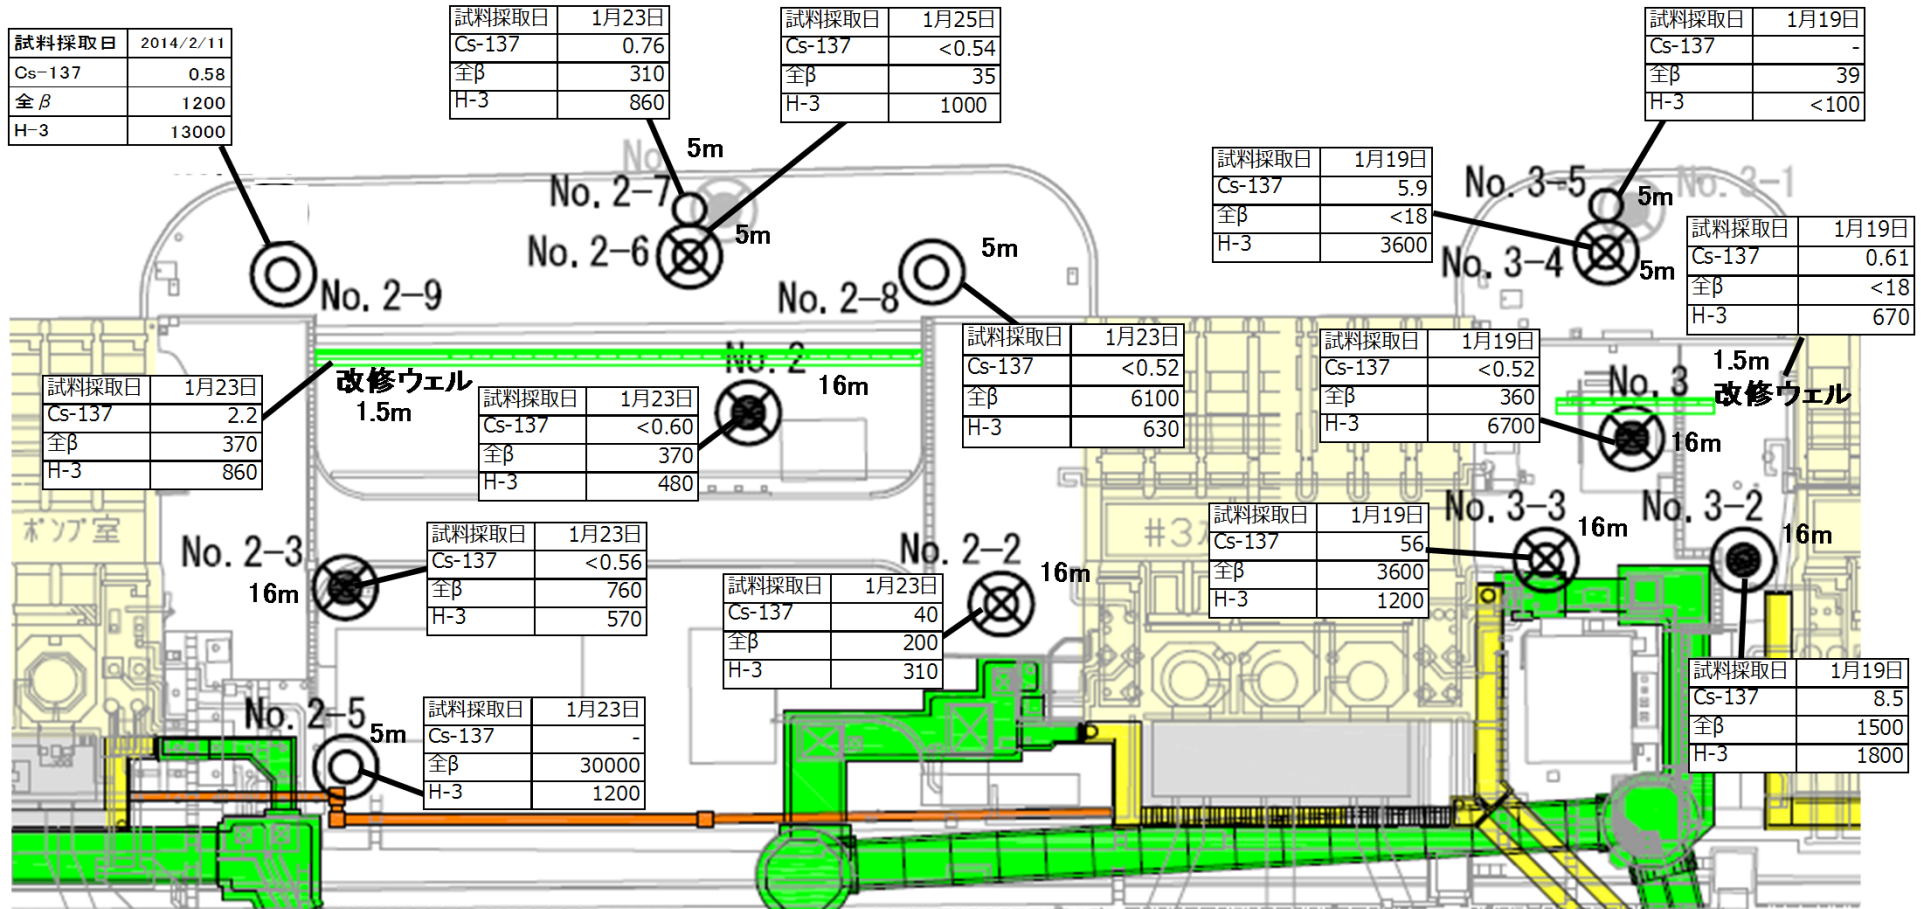 試料採取日 2014/2/11
Cs-137 0.58
全β 1200
H-3 13000
試料採取日 1月23日
Cs-137 0.76
全β 310
H-3 860
試料採取日 1月25日
Cs-137 <0.54
全β 35
H-3 1000
試料採取日 1月19日
Cs-137 -
全β 39
H-3 <100
試料採取日 1月19日
Cs-137 5.9
全β <18
H-3 3600
試料採取日 1月19日
Cs-137 0.61
全β <18
H-3 670
No
5m
No. 2-7
No. 2-6
5m
No. 2-9
No. 2-8
5m
No. 3-5
5m
No. 3-1
No. 3-4
5m
試料採取日 1月23日
Cs-137 2.2
全β 370
H-3 860
改修ウェル
1.5m
No. 2
16m
試料採取日 1月23日
Cs-137 <0.60
全β 370
H-3 480
試料採取日 1月23日
Cs-137 <0.52
全β 6100
H-3 630
試料採取日 1月19日
Cs-137 <0.52
全β 360
H-3 6700
No. 3
16m
1.5m
改修ウェル
ポンプ室
No. 2-3
16m
試料採取日 1月23日
Cs-137 <0.56
全β 760
H-3 570
No. 2-2
16m
試料採取日 1月23日
Cs-137 40
全β 200
H-3 310
#3
試料採取日 1月19日
Cs-137 56
全β 3600
H-3 1200
No. 3-3
16m
No. 3-2
16m
試料採取日 1月19日
Cs-137 8.5
全β 1500
H-3 1800
No. 2-5
5m
試料採取日 1月23日
Cs-137 -
全β 30000
H-3 1200